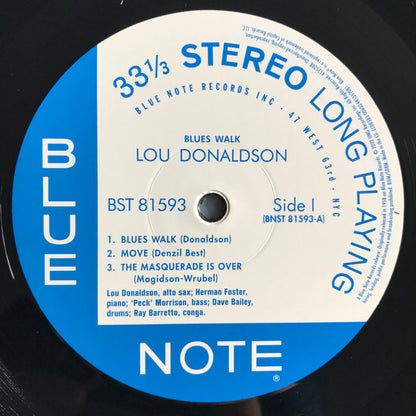 33 1/3 STEREO LONG PLAYING
BLUE NOTE RECORDS INC · 47 WEST 63rd · NYC
BLUES WALK
LOU DONALDSON
BST 81593
Side I
(BNST 81593-A)
1. BLUES WALK (Donaldson)
2. MOVE (Denzil Best)
3. THE MASQUERADE IS OVER
(Magidson-Wrubel)
Lou Donaldson, alto sax; Herman Foster,
piano; 'Peck' Morrison, bass; Dave Bailey,
drums; Ray Barretto, conga.
BLUE
NOTE ®